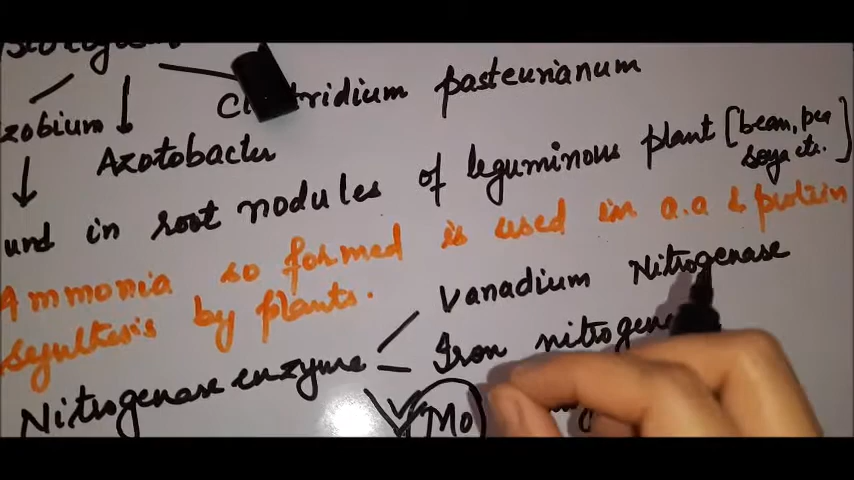 Clostridium pasteurianum
zobium
Azotobacter
und in root nodules of leguminous plant [bean, pea
soya etc.]
Ammonia so formed is used in a.a & protein
synthesis by plants.
Vanadium Nitrogenase
Nitrogenase enzyme
Iron nitrogen
Mo